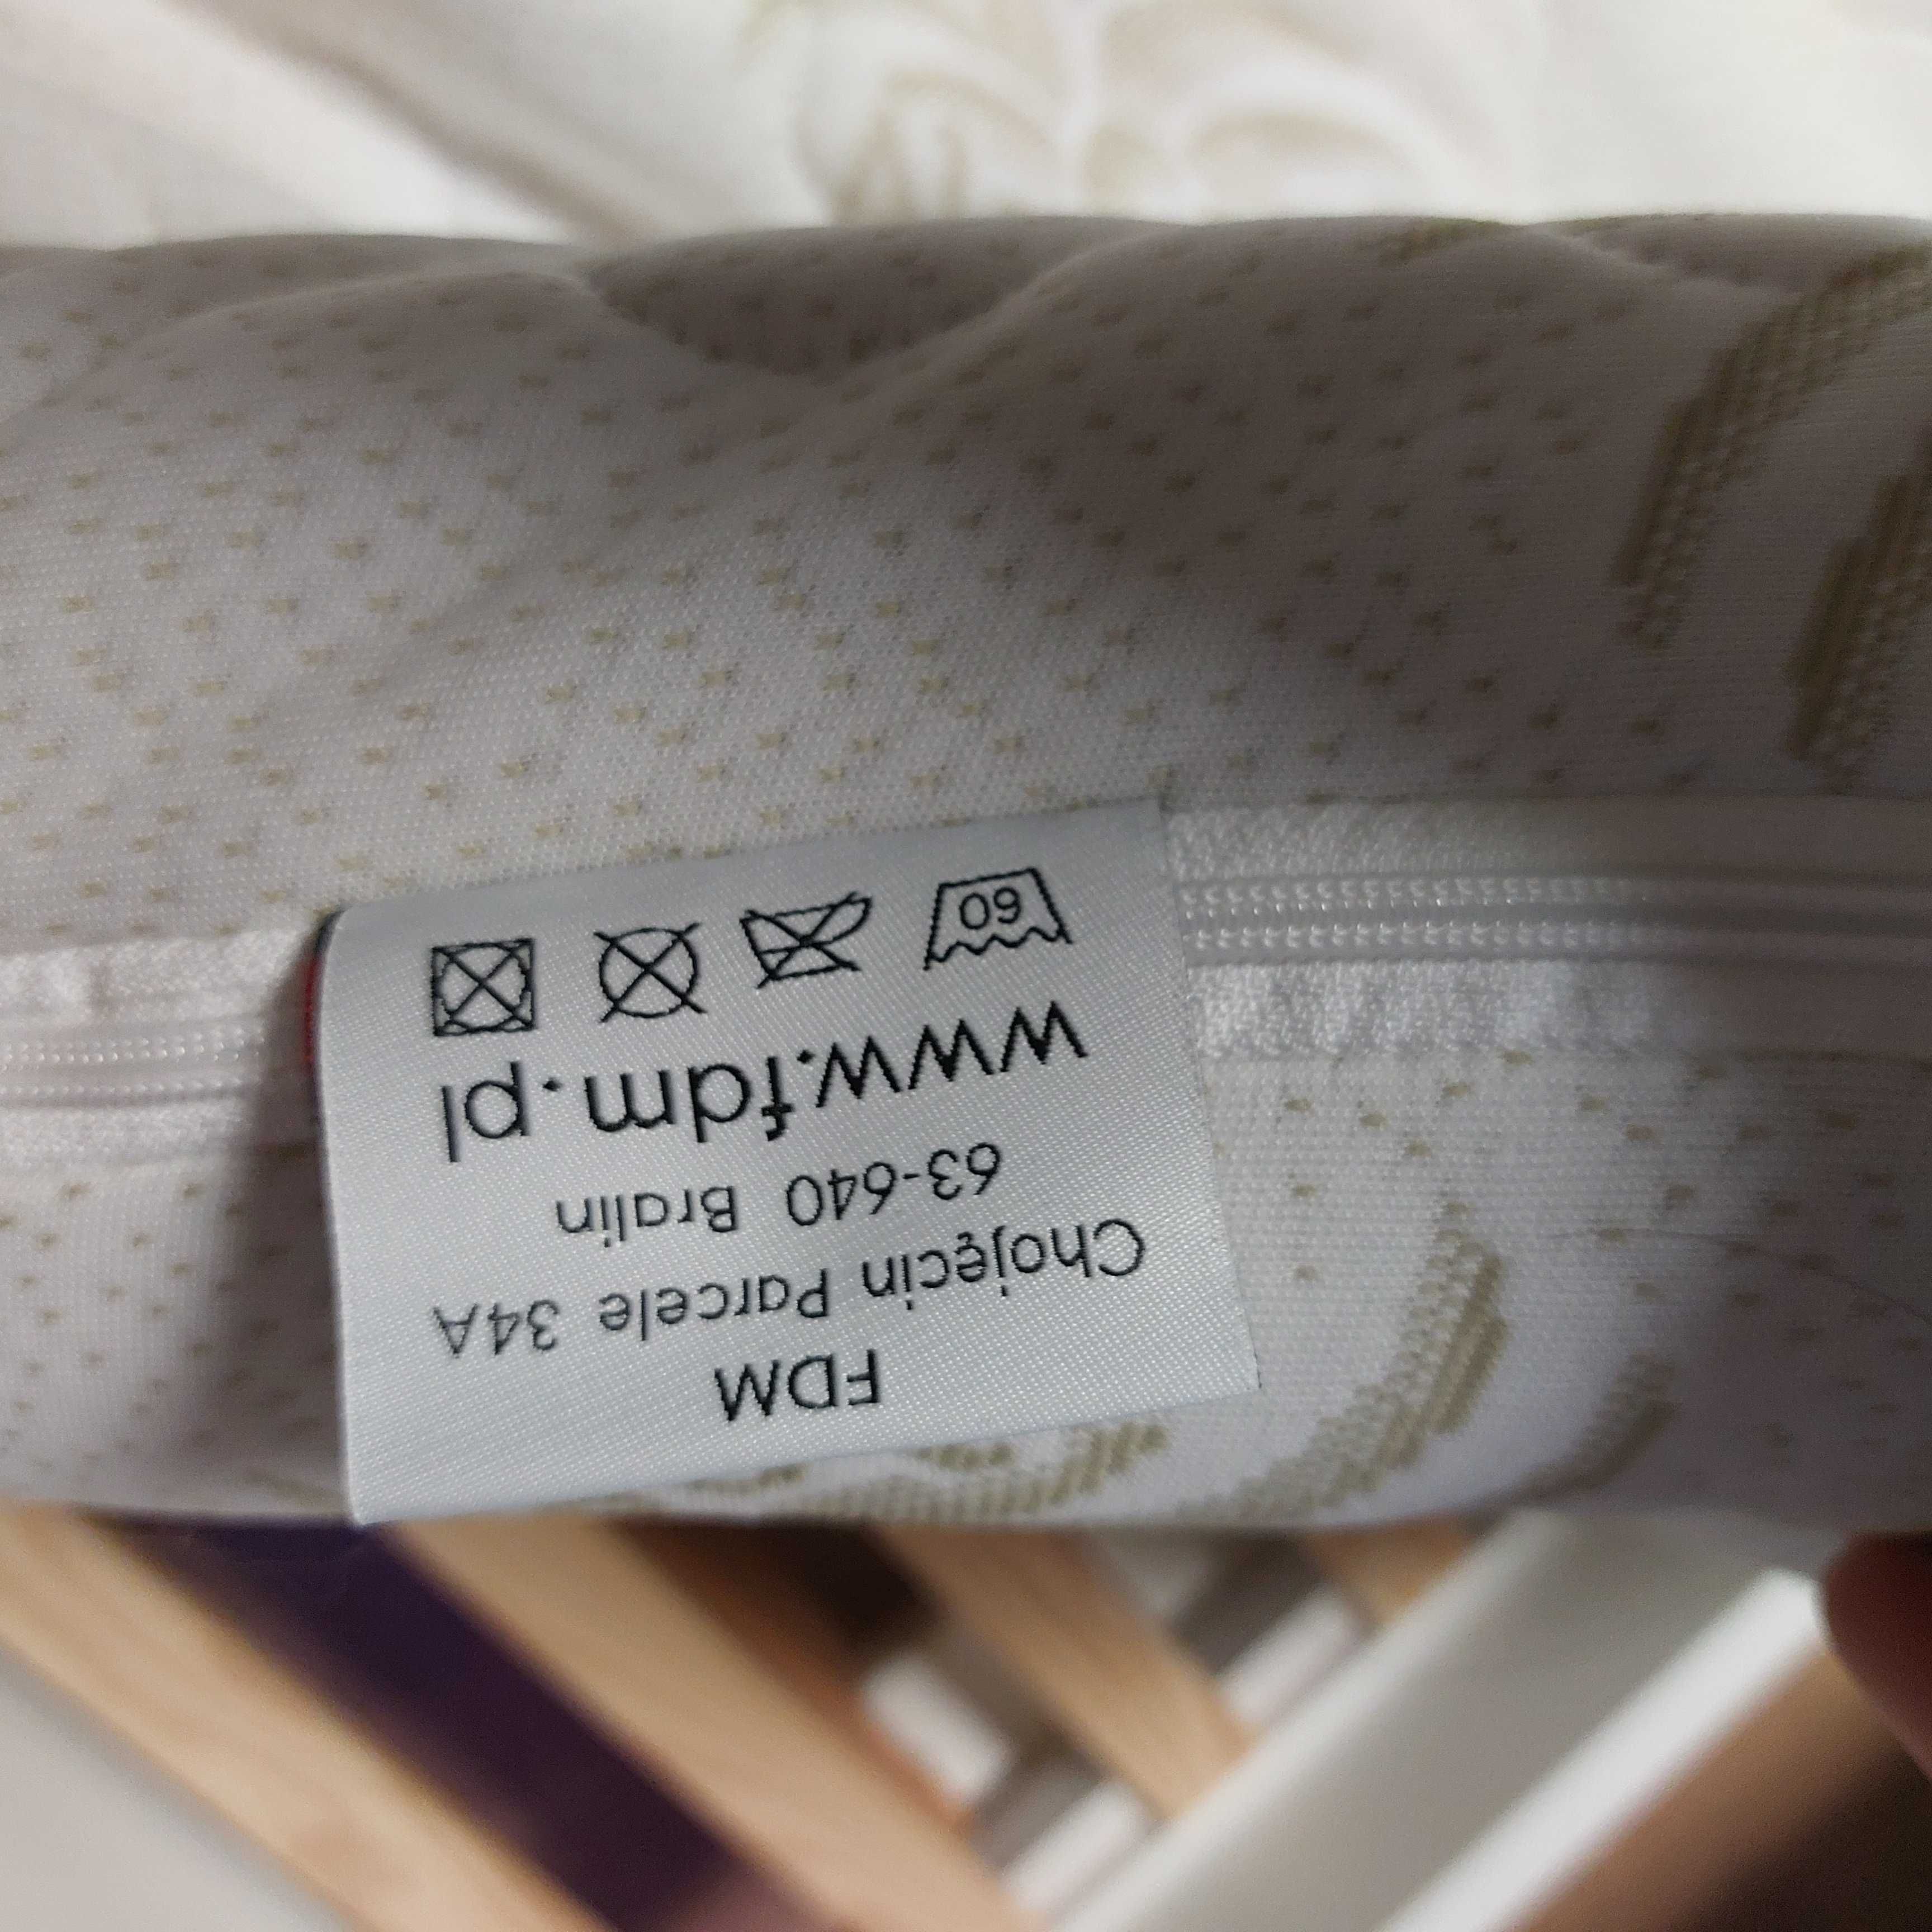 FDM
Chojęcin Parcele 34A
63-640 Bralin
www.fdm.pl
60